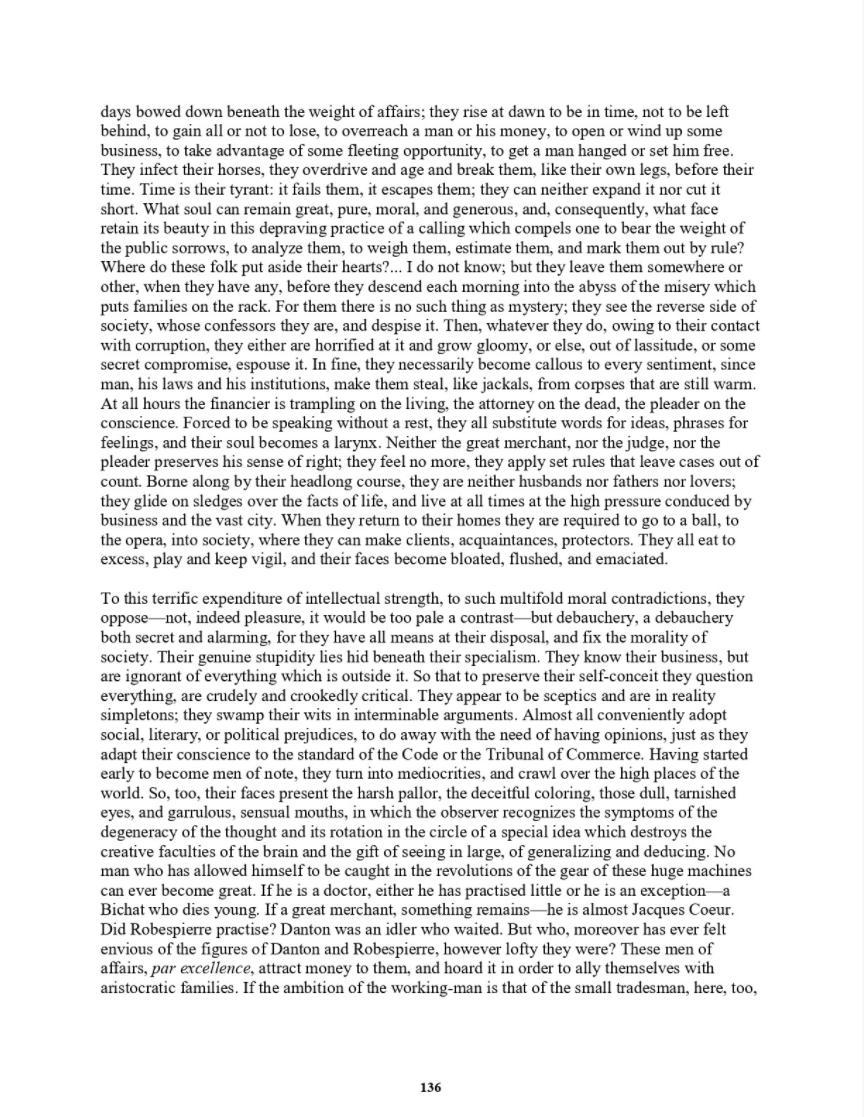 days bowed down beneath the weight of affairs; they rise at dawn to be in time, not to be left
behind, to gain all or not to lose, to overreach a man or his money, to open or wind up some
business, to take advantage of some fleeting opportunity, to get a man hanged or set him free.
They infect their horses, they overdrive and age and break them, like their own legs, before their
time. Time is their tyrant: it fails them, it escapes them; they can neither expand it nor cut it
short. What soul can remain great, pure, moral, and generous, and, consequently, what face
retain its beauty in this depraving practice of a calling which compels one to bear the weight of
the public sorrows, to analyze them, to weigh them, estimate them, and mark them out by rule?
Where do these folk put aside their hearts?... I do not know; but they leave them somewhere or
other, when they have any, before they descend each morning into the abyss of the misery which
puts families on the rack. For them there is no such thing as mystery; they see the reverse side of
society, whose confessors they are, and despise it. Then, whatever they do, owing to their contact
with corruption, they either are horrified at it and grow gloomy, or else, out of lassitude, or some
secret compromise, espouse it. In fine, they necessarily become callous to every sentiment, since
man, his laws and his institutions, make them steal, like jackals, from corpses that are still warm.
At all hours the financier is trampling on the living, the attorney on the dead, the pleader on the
conscience. Forced to be speaking without a rest, they all substitute words for ideas, phrases for
feelings, and their soul becomes a larynx. Neither the great merchant, nor the judge, nor the
pleader preserves his sense of right; they feel no more, they apply set rules that leave cases out of
count. Borne along by their headlong course, they are neither husbands nor fathers nor lovers;
they glide on sledges over the facts of life, and live at all times at the high pressure conduced by
business and the vast city. When they return to their homes they are required to go to a ball, to
the opera, into society, where they can make clients, acquaintances, protectors. They all eat to
excess, play and keep vigil, and their faces become bloated, flushed, and emaciated.
To this terrific expenditure of intellectual strength, to such multifold moral contradictions, they
oppose—not, indeed pleasure, it would be too pale a contrast—but debauchery, a debauchery
both secret and alarming, for they have all means at their disposal, and fix the morality of
society. Their genuine stupidity lies hid beneath their specialism. They know their business, but
are ignorant of everything which is outside it. So that to preserve their self-conceit they question
everything, are crudely and crookedly critical. They appear to be sceptics and are in reality
simpletons; they swamp their wits in interminable arguments. Almost all conveniently adopt
social, literary, or political prejudices, to do away with the need of having opinions, just as they
adapt their conscience to the standard of the Code or the Tribunal of Commerce. Having started
early to become men of note, they turn into mediocrities, and crawl over the high places of the
world. So, too, their faces present the harsh pallor, the deceitful coloring, those dull, tarnished
eyes, and garrulous, sensual mouths, in which the observer recognizes the symptoms of the
degeneracy of the thought and its rotation in the circle of a special idea which destroys the
creative faculties of the brain and the gift of seeing in large, of generalizing and deducing. No
man who has allowed himself to be caught in the revolutions of the gear of these huge machines
can ever become great. If he is a doctor, either he has practised little or he is an exception—a
Bichat who dies young. If a great merchant, something remains—he is almost Jacques Coeur.
Did Robespierre practise? Danton was an idler who waited. But who, moreover has ever felt
envious of the figures of Danton and Robespierre, however lofty they were? These men of
affairs, par excellence, attract money to them, and hoard it in order to ally themselves with
aristocratic families. If the ambition of the working-man is that of the small tradesman, here, too,
136